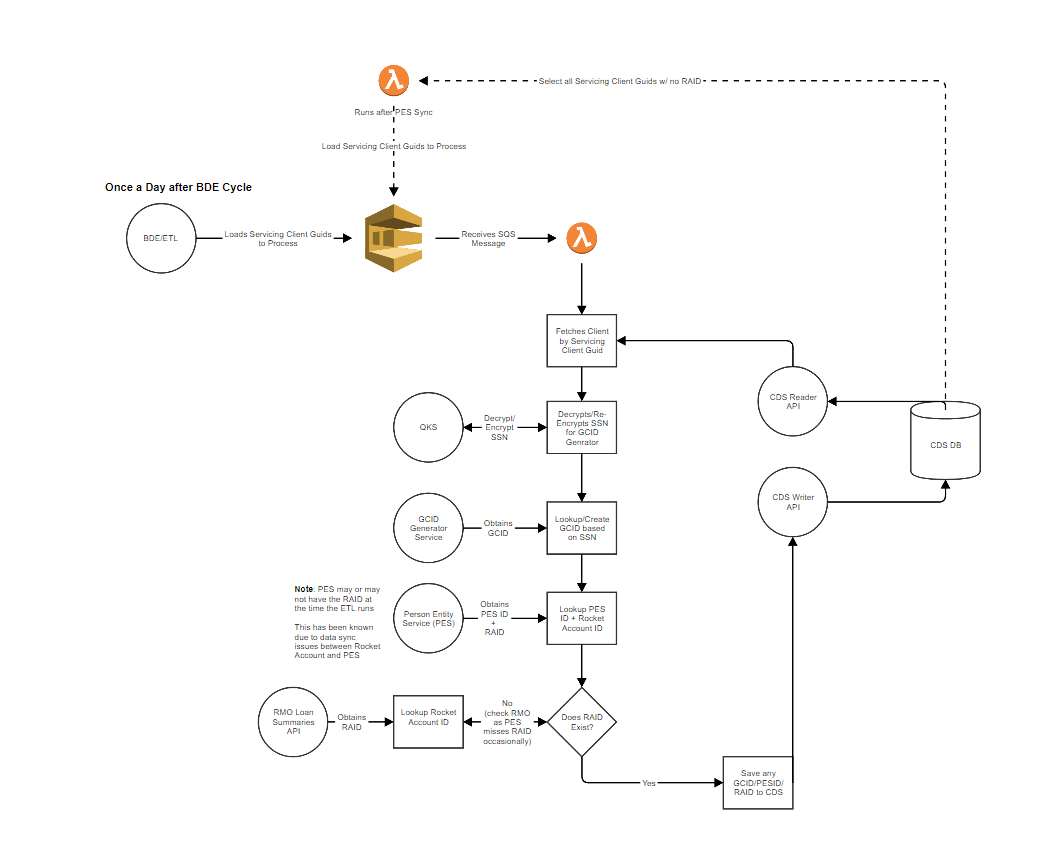 Select all Servicing Client Guids w/ no RAID
Runs after PES Sync
Load Servicing Client Guids to Process
Once a Day after BDE Cycle
BDE/ETL
Loads Servicing Client Guids
to Process
Receives SQS
Message
Fetches Client
by Servicing
Client Guid
CDS Reader
API
QKS
Decrypt/
Encrypt
SSN
Decrypts/Re-
Encrypts SSN
for GCID
Genrator
CDS DB
CDS Writer
API
GCID
Generator
Service
Obtains
GCID
Lookup/Create
GCID based
on SSN
Note: PES may or may
not have the RAID at
the time the ETL runs
This has been known
due to data sync
issues between Rocket
Account and PES
Person Entity
Service (PES)
Obtains
PES ID
+
RAID
Lookup PES
ID + Rocket
Account ID
RMO Loan
Summaries
API
Obtains
RAID
Lookup Rocket
Account ID
No
(check RMO
as PES
misses RAID
occasionally)
Does RAID
Exist?
Yes
Save any
GCID/PESID/
RAID to CDS